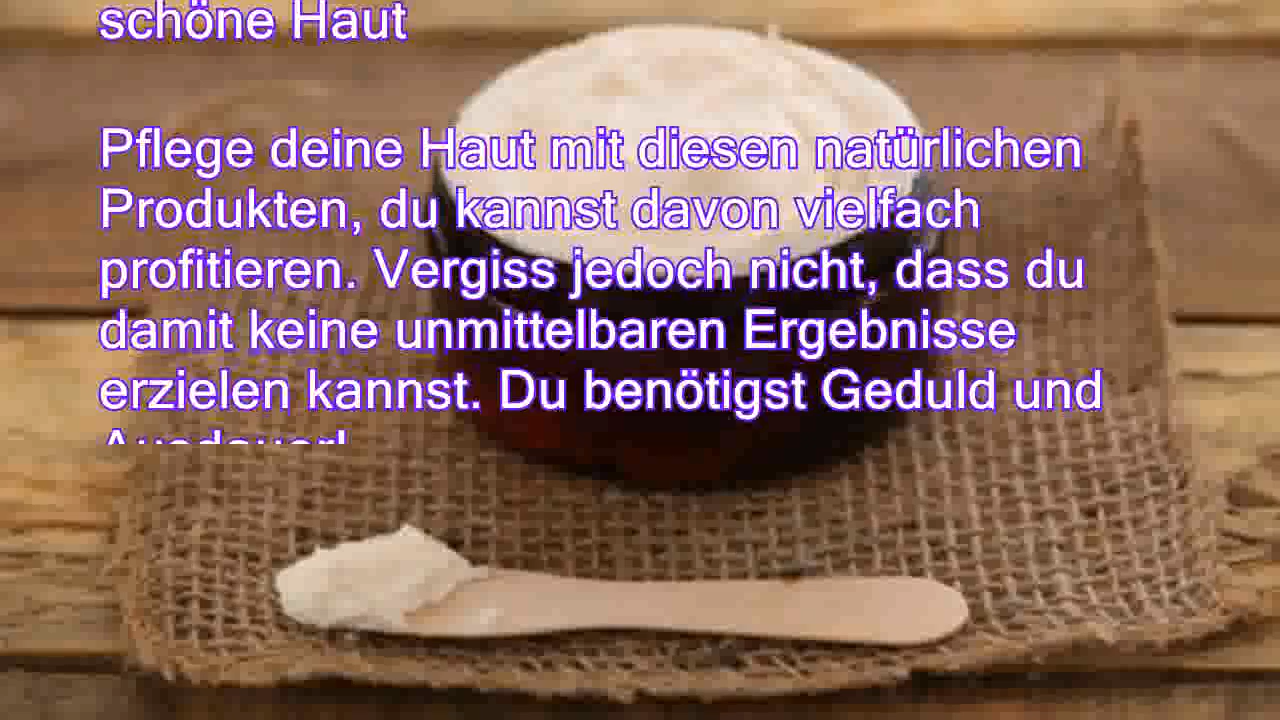 schöne Haut
Pflege deine Haut mit diesen natürlichen
Produkten, du kannst davon vielfach
profitieren. Vergiss jedoch nicht, dass du
damit keine unmittelbaren Ergebnisse
erzielen kannst. Du benötigst Geduld und